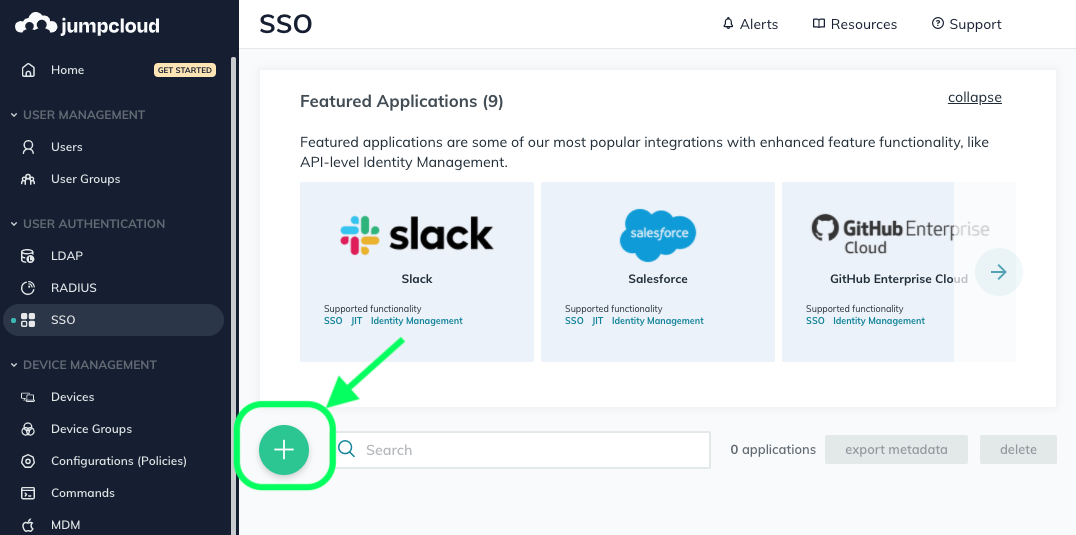 jumpcloud
Home GET STARTED
USER MANAGEMENT
Users
User Groups
USER AUTHENTICATION
LDAP
RADIUS
SSO
DEVICE MANAGEMENT
Devices
Device Groups
Configurations (Policies)
Commands
MDM
SSO
Alerts Resources Support
Featured Applications (9) collapse
Featured applications are some of our most popular integrations with enhanced feature functionality, like
API-level Identity Management.
slack
Slack
Supported functionality
SSO JIT Identity Management
salesforce
Salesforce
Supported functionality
SSO JIT Identity Management
GitHub Enterprise
Cloud
GitHub Enterprise Cloud
Supported functionality
SSO Identity Management
Search 0 applications export metadata delete